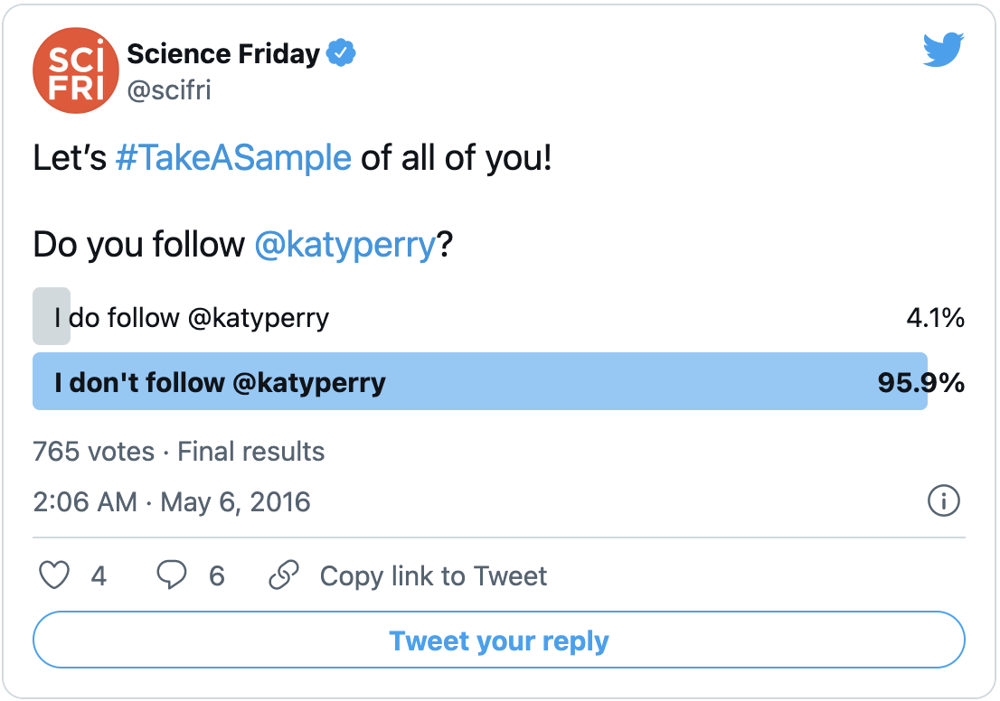 SCI
FRI
Science Friday
@scifri
Let’s #TakeASample of all of you!
Do you follow @katyperry?
I do follow @katyperry 4.1%
I don't follow @katyperry 95.9%
765 votes · Final results
2:06 AM · May 6, 2016
4 6 Copy link to Tweet
Tweet your reply